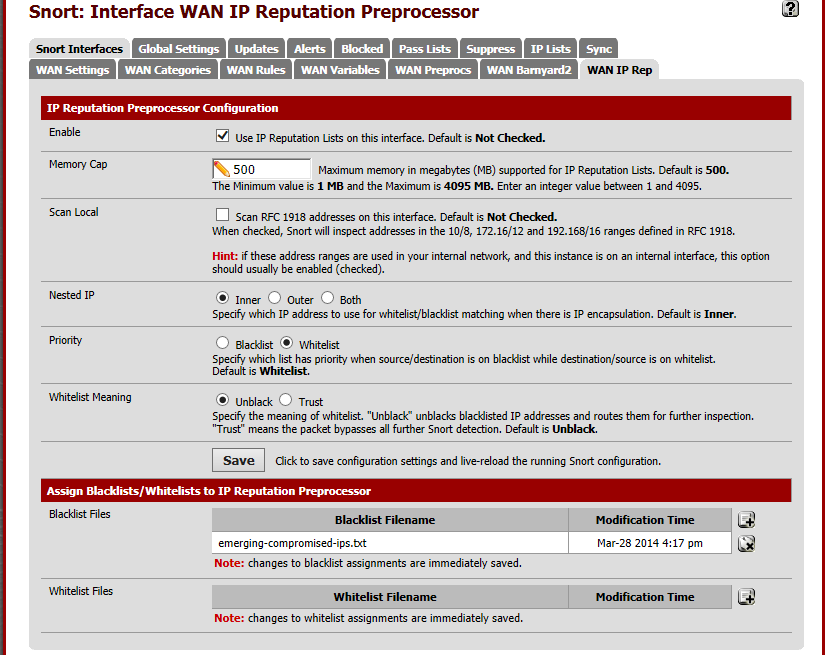 Snort: Interface WAN IP Reputation Preprocessor
?
Snort Interfaces Global Settings Updates Alerts Blocked Pass Lists Suppress IP Lists Sync
WAN Settings WAN Categories WAN Rules WAN Variables WAN Preprocs WAN Barnyard2 WAN IP Rep
IP Reputation Preprocessor Configuration
Enable
Use IP Reputation Lists on this interface. Default is Not Checked.
Memory Cap
500 Maximum memory in megabytes (MB) supported for IP Reputation Lists. Default is 500.
The Minimum value is 1 MB and the Maximum is 4095 MB. Enter an integer value between 1 and 4095.
Scan Local
Scan RFC 1918 addresses on this interface. Default is Not Checked.
When checked, Snort will inspect addresses in the 10/8, 172.16/12 and 192.168/16 ranges defined in RFC 1918.
Hint: if these address ranges are used in your internal network, and this instance is on an internal interface, this option
should usually be enabled (checked).
Nested IP
Inner Outer Both
Specify which IP address to use for whitelist/blacklist matching when there is IP encapsulation. Default is Inner.
Priority
Blacklist Whitelist
Specify which list has priority when source/destination is on blacklist while destination/source is on whitelist.
Default is Whitelist.
Whitelist Meaning
Unblack Trust
Specify the meaning of whitelist. "Unblack" unblacks blacklisted IP addresses and routes them for further inspection.
"Trust" means the packet bypasses all further Snort detection. Default is Unblack.
Save Click to save configuration settings and live-reload the running Snort configuration.
Assign Blacklists/Whitelists to IP Reputation Preprocessor
Blacklist Files
Blacklist Filename Modification Time
emerging-compromised-ips.txt Mar-28 2014 4:17 pm
Note: changes to blacklist assignments are immediately saved.
Whitelist Files
Whitelist Filename Modification Time
Note: changes to whitelist assignments are immediately saved.